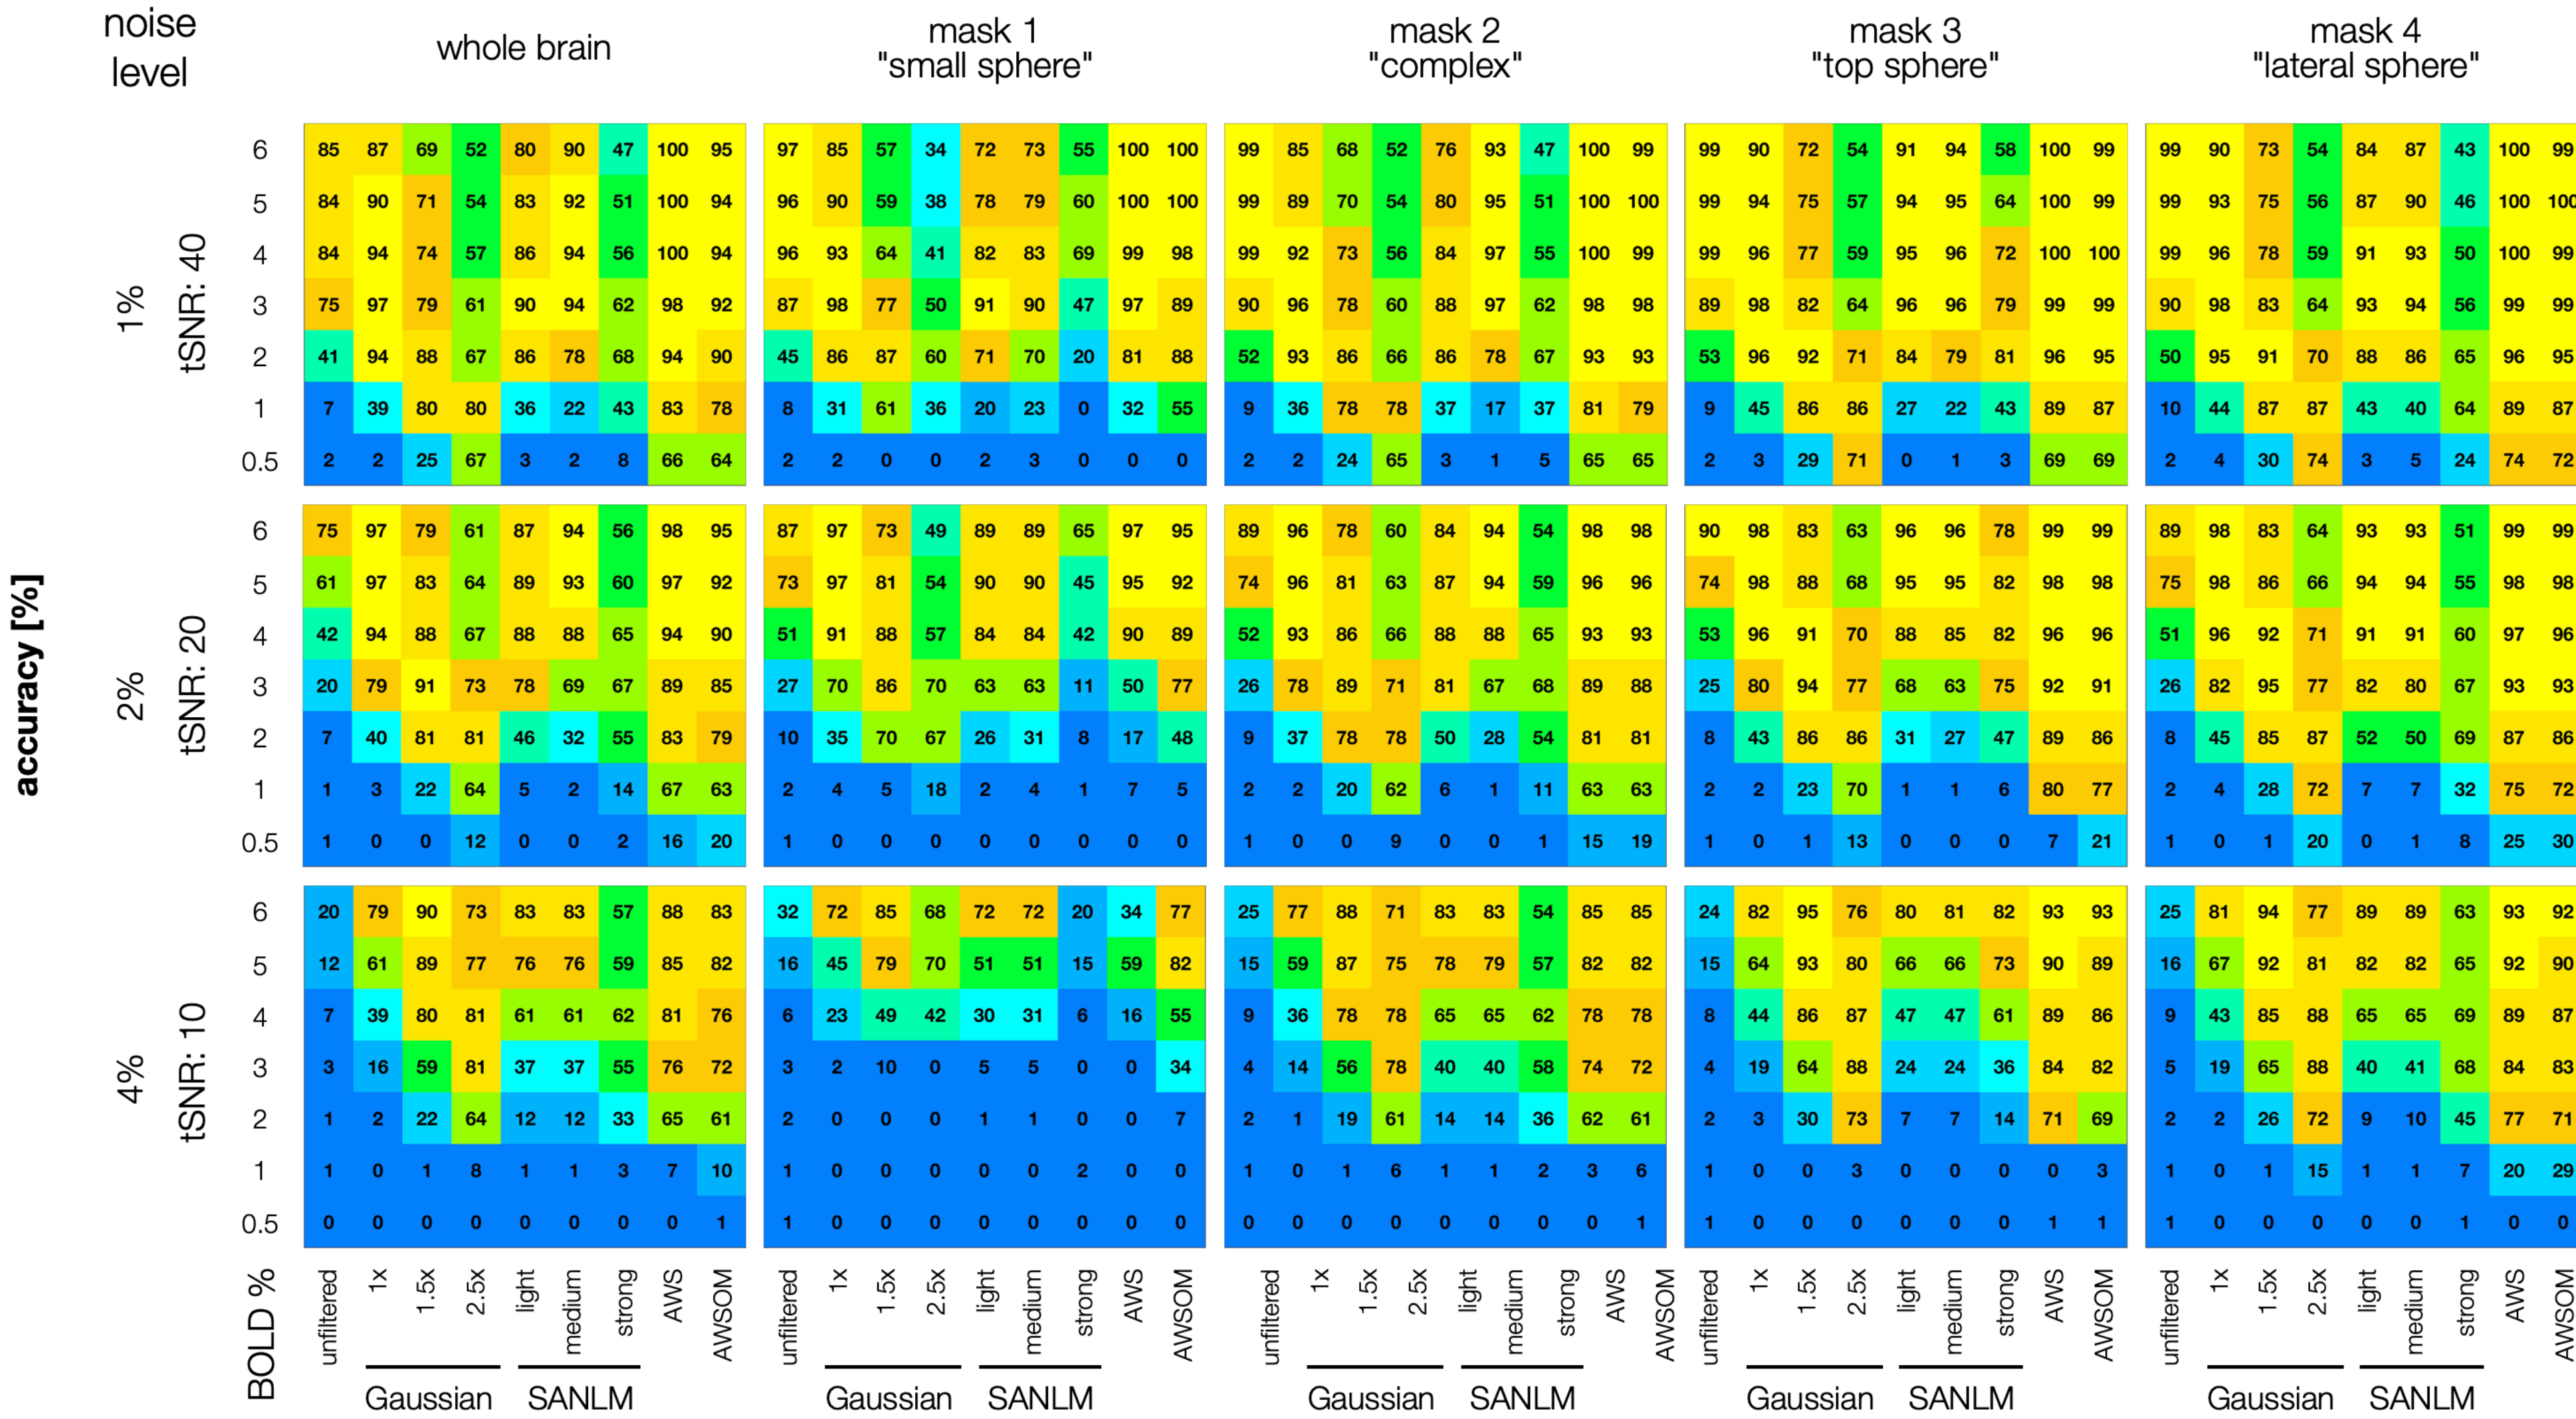 noise level
whole brain
mask 1 "small sphere"
mask 2 "complex"
mask 3 "top sphere"
mask 4 "lateral sphere"
accuracy [%]
1% tSNR: 40
6 85 87 69 52 80 90 47 100 95 97 85 57 34 72 73 55 100 100 99 85 68 52 76 93 47 100 99 99 90 72 54 91 94 58 100 99 99 90 73 54 84 87 43 100 99
5 84 90 71 54 83 92 51 100 94 96 90 59 38 78 79 60 100 100 99 89 70 54 80 95 51 100 100 99 94 75 57 94 95 64 100 99 99 93 75 56 87 90 46 100 100
4 84 94 74 57 86 94 56 100 94 96 93 64 41 82 83 69 99 98 99 92 73 56 84 97 55 100 99 99 96 77 59 95 96 72 100 100 99 96 78 59 91 93 50 100 99
3 75 97 79 61 90 94 62 98 92 87 98 77 50 91 90 47 97 89 90 96 78 60 88 97 62 98 98 89 98 82 64 96 96 79 99 99 90 98 83 64 93 94 56 99 99
2 41 94 88 67 86 78 68 94 90 45 86 87 60 71 70 20 81 88 52 93 86 66 86 78 67 93 93 53 96 92 71 84 79 81 96 95 50 95 91 70 88 86 65 96 95
1 7 39 80 80 36 22 43 83 78 8 31 61 36 20 23 0 32 55 9 36 78 78 37 17 37 81 79 9 45 86 86 27 22 43 89 87 10 44 87 87 43 40 64 89 87
0.5 2 2 25 67 3 2 8 66 64 2 2 0 0 2 3 0 0 0 2 2 24 65 3 1 5 65 65 2 3 29 71 0 1 3 69 69 2 4 30 74 3 5 24 74 72
2% tSNR: 20
6 75 97 79 61 87 94 56 98 95 87 97 73 49 89 89 65 97 95 89 96 78 60 84 94 54 98 98 90 98 83 63 96 96 78 99 99 89 98 83 64 93 93 51 99 99
5 61 97 83 64 89 93 60 97 92 73 97 81 54 90 90 45 95 92 74 96 81 63 87 94 59 96 96 74 98 88 68 95 95 82 98 98 75 98 86 66 94 94 55 98 98
4 42 94 88 67 88 88 65 94 90 51 91 88 57 84 84 42 90 89 52 93 86 66 88 88 65 93 93 53 96 91 70 88 85 82 96 96 51 96 92 71 91 91 60 97 96
3 20 79 91 73 78 69 67 89 85 27 70 86 70 63 63 11 50 77 26 78 89 71 81 67 68 89 88 25 80 94 77 68 63 75 92 91 26 82 95 77 82 80 67 93 93
2 7 40 81 81 46 32 55 83 79 10 35 70 67 26 31 8 17 48 9 37 78 78 50 28 54 81 81 8 43 86 86 31 27 47 89 86 8 45 85 87 52 50 69 87 86
1 1 3 22 64 5 2 14 67 63 2 4 5 18 2 4 1 7 5 2 2 20 62 6 1 11 63 63 2 2 23 70 1 1 6 80 77 2 4 28 72 7 7 32 75 72
0.5 1 0 0 12 0 0 2 16 20 1 0 0 0 0 0 0 0 0 1 0 0 9 0 0 1 15 19 1 0 1 13 0 0 0 7 21 1 0 1 20 0 1 8 25 30
4% tSNR: 10
6 20 79 90 73 83 83 57 88 83 32 72 85 68 72 72 20 34 77 25 77 88 71 83 83 54 85 85 24 82 95 76 80 81 82 93 93 25 81 94 77 89 89 63 93 92
5 12 61 89 77 76 76 59 85 82 16 45 79 70 51 51 15 59 82 15 59 87 75 78 79 57 82 82 15 64 93 80 66 66 73 90 89 16 67 92 81 82 82 65 92 90
4 7 39 80 81 61 61 62 81 76 6 23 49 42 30 31 6 16 55 9 36 78 78 65 65 62 78 78 8 44 86 87 47 47 61 89 86 9 43 85 88 65 65 69 89 87
3 3 16 59 81 37 37 55 76 72 3 2 10 0 5 5 0 0 34 4 14 56 78 40 40 58 74 72 4 19 64 88 24 24 36 84 82 5 19 65 88 40 41 68 84 83
2 1 2 22 64 12 12 33 65 61 2 0 0 0 1 1 0 0 7 2 1 19 61 14 14 36 62 61 2 3 30 73 7 7 14 71 69 2 2 26 72 9 10 45 77 71
1 1 0 1 8 1 1 3 7 10 1 0 0 0 0 0 2 0 0 1 0 1 6 1 1 2 3 6 1 0 0 3 0 0 0 0 3 1 0 1 15 1 1 7 20 29
0.5 0 0 0 0 0 0 0 0 1 1 0 0 0 0 0 0 0 0 0 0 0 0 0 0 0 0 1 1 0 0 0 0 0 0 1 1 1 0 0 0 0 0 1 0 0
BOLD % unfiltered 1x 1.5x 2.5x light medium strong AWS AWSOM unfiltered 1x 1.5x 2.5x light medium strong AWS AWSOM unfiltered 1x 1.5x 2.5x light medium strong AWS AWSOM unfiltered 1x 1.5x 2.5x light medium strong AWS AWSOM unfiltered 1x 1.5x 2.5x light medium strong AWS AWSOM
Gaussian SANLM Gaussian SANLM Gaussian SANLM Gaussian SANLM Gaussian SANLM